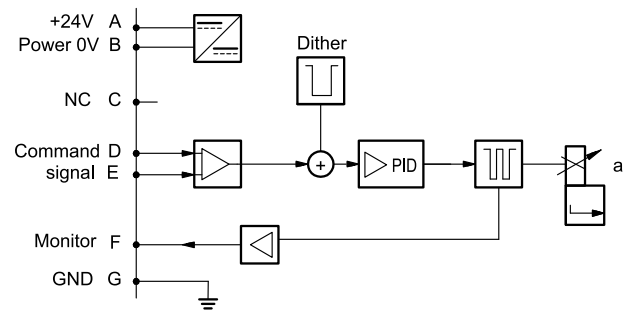 +24V A
Power 0V B
Dither
NC C
Command D
signal E
+
PID
a
Monitor F
GND G